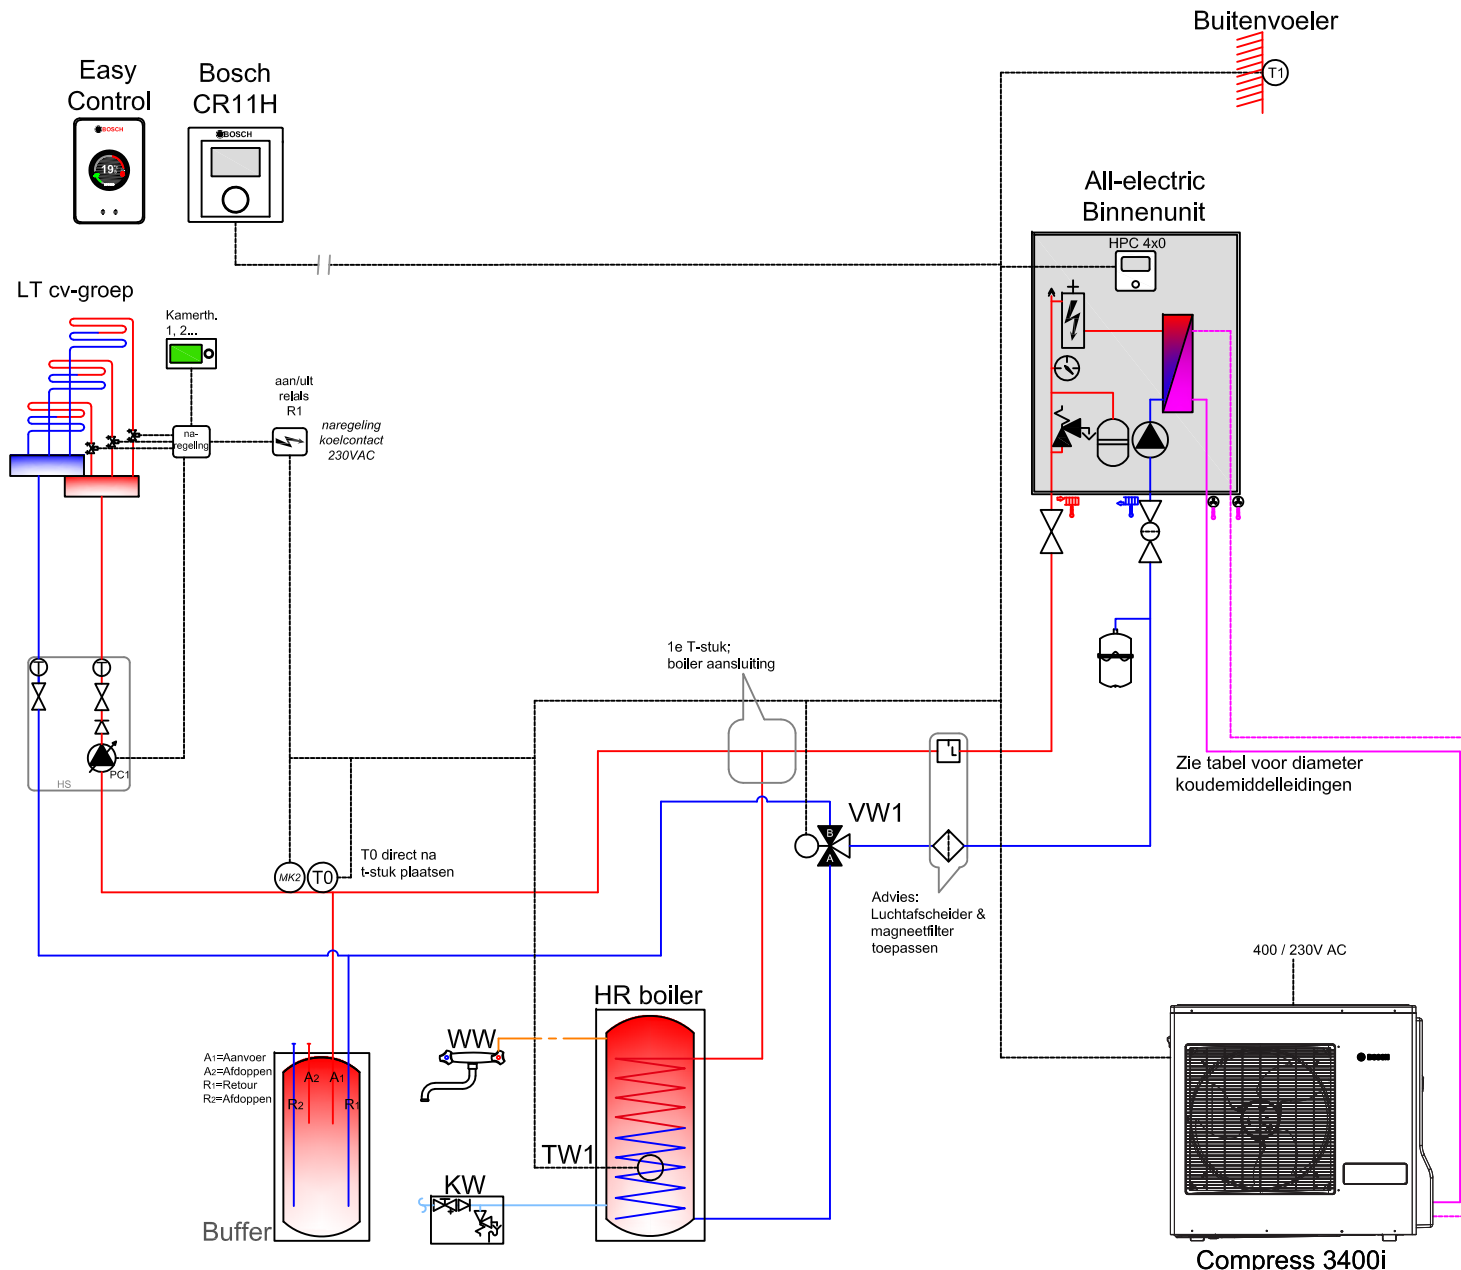 Buitenvoeler
T1
Easy
Control
BOSCH
19
Bosch
CR11H
BOSCH
All-electric
Binnenunit
HPC 4x0
LT cv-groep
Kamerth.
1, 2...
aan/uit
relais
R1
naregeling
koelcontact
230VAC
na-
regeling
T
T
PC1
HS
1e T-stuk;
boiler aansluiting
L
VW1
B
A
Zie tabel voor diameter
koudemiddelleidingen
MK2
T0
T0 direct na
t-stuk plaatsen
Advies:
Luchtafscheider &
magneetfilter
toepassen
400 / 230V AC
HR boiler
WW
A1=Aanvoer
A2=Afdoppen
R1=Retour
R2=Afdoppen
A2
A1
R2
R1
TW1
KW
Buffer
BOSCH
Compress 3400i